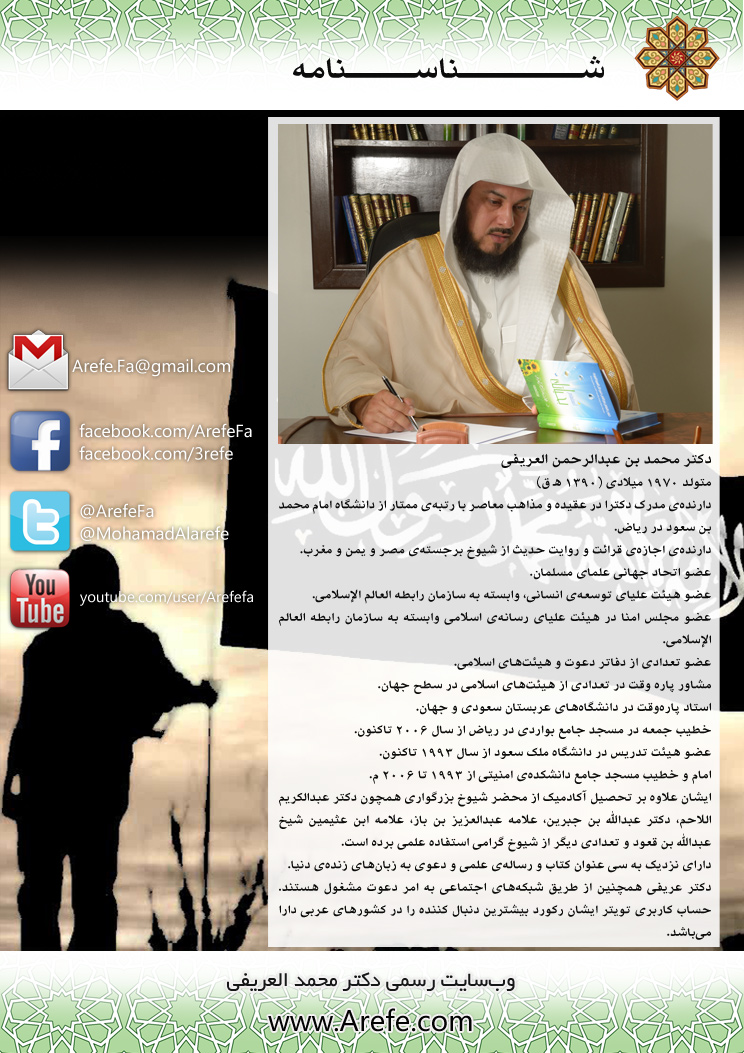 شناسنامه
Arefe.Fa@gmail.com
facebook.com/ArefeFa
facebook.com/3refe
@ArefeFa
@MohamadAlarefe
You
Tube
youtube.com/user/Arefefa
دکتر محمد بن عبدالرحمن العریفی
متولد ۱۹۷۰ میلادی (۱۳۹۰ هـ ق)
دارنده‌ی مدرک دکترا در عقیده و مذاهب معاصر با رتبه‌ی ممتاز از دانشگاه امام محمد
بن سعود در ریاض.
دارنده‌ی اجازه‌ی قرائت و روایت حدیث از شیوخ برجسته‌ی مصر و یمن و مغرب.
عضو اتحاد جهانی علمای مسلمان.
عضو هیئت علیای توسعه‌ی انسانی، وابسته به سازمان رابطه العالم الإسلامی.
عضو مجلس امنا در هیئت علیای رسانه‌ی اسلامی وابسته به سازمان رابطه العالم
الإسلامی.
عضو تعدادی از دفاتر دعوت و هیئت‌های اسلامی.
مشاور پاره وقت در تعدادی از هیئت‌های اسلامی در سطح جهان.
استاد پاره‌وقت در دانشگاه‌های عربستان سعودی و جهان.
خطیب جمعه در مسجد جامع بواردی در ریاض از سال ۲۰۰۶ تاکنون.
عضو هیئت تدریس در دانشگاه ملک سعود از سال ۱۹۹۳ تاکنون.
امام و خطیب مسجد جامع دانشکده‌ی امنیتی از ۱۹۹۳ تا ۲۰۰۶ م.
ایشان علاوه بر تحصیل آکادمیک از محضر شیوخ بزرگواری همچون دکتر عبدالکریم
اللاحم، دکتر عبدالله بن جبرین، علامه عبدالعزیز بن باز، علامه ابن عثیمین شیخ
عبدالله بن قعود و تعدادی دیگر از شیوخ گرامی استفاده علمی برده است.
دارای نزدیک به سی عنوان کتاب و رساله‌ی علمی و دعوی به زبان‌های زنده‌ی دنیا.
دکتر عریفی همچنین از طریق شبکه‌های اجتماعی به امر دعوت مشغول هستند.
حساب کاربری تویتر ایشان رکورد بیشترین دنبال کننده را در کشورهای عربی دارا
می‌باشد.
وب‌سایت رسمی دکتر محمد العریفی
www.Arefe.com